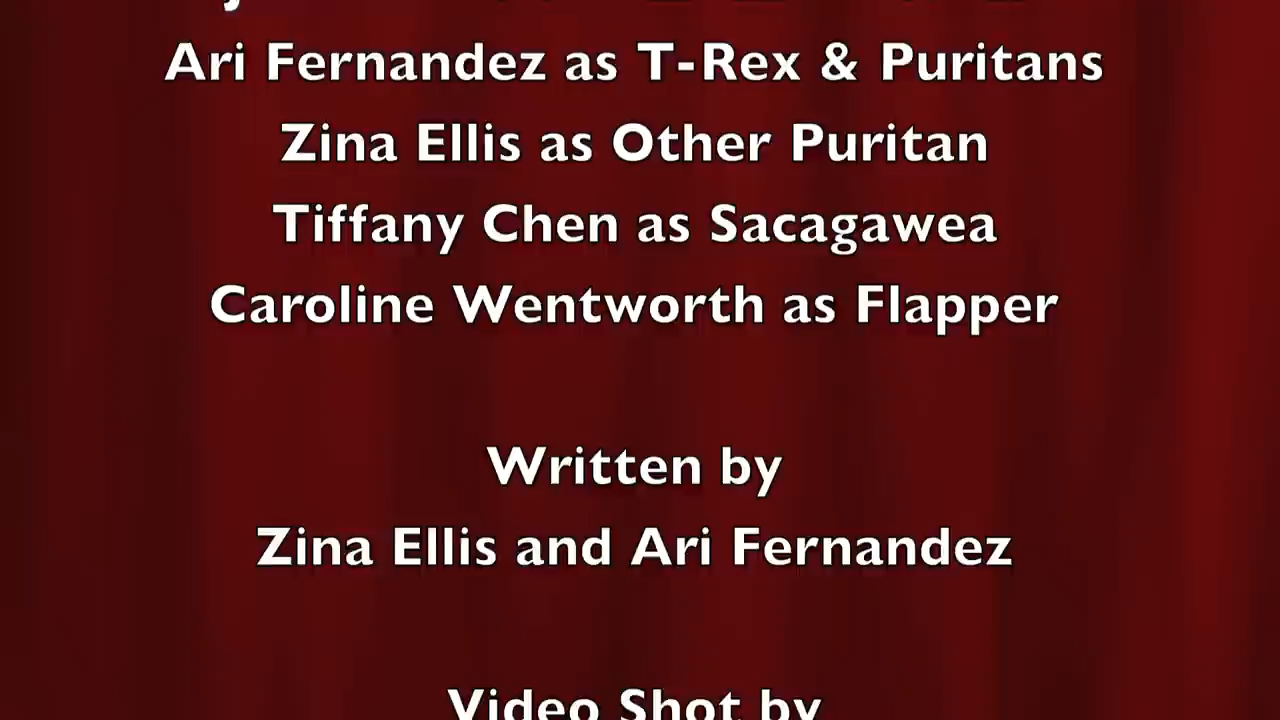 Ari Fernandez as T-Rex & Puritans
Zina Ellis as Other Puritan
Tiffany Chen as Sacagawea
Caroline Wentworth as Flapper
Written by
Zina Ellis and Ari Fernandez
Video Shot by